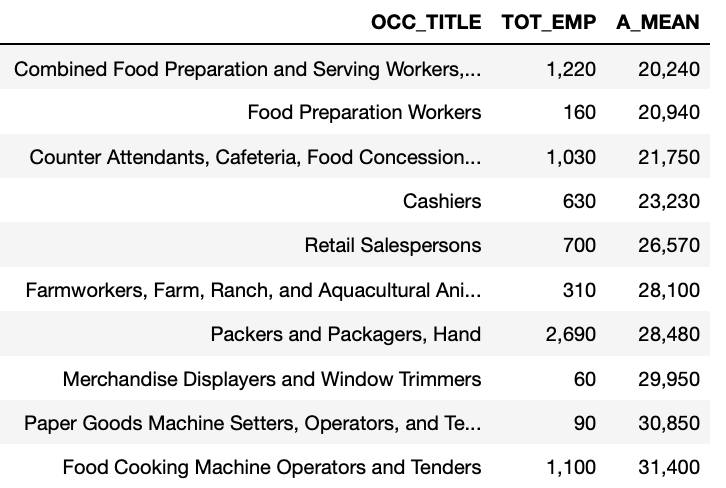 OCC_TITLE TOT_EMP A_MEAN
Combined Food Preparation and Serving Workers,... 1,220 20,240
Food Preparation Workers 160 20,940
Counter Attendants, Cafeteria, Food Concession... 1,030 21,750
Cashiers 630 23,230
Retail Salespersons 700 26,570
Farmworkers, Farm, Ranch, and Aquacultural Ani... 310 28,100
Packers and Packagers, Hand 2,690 28,480
Merchandise Displayers and Window Trimmers 60 29,950
Paper Goods Machine Setters, Operators, and Te... 90 30,850
Food Cooking Machine Operators and Tenders 1,100 31,400